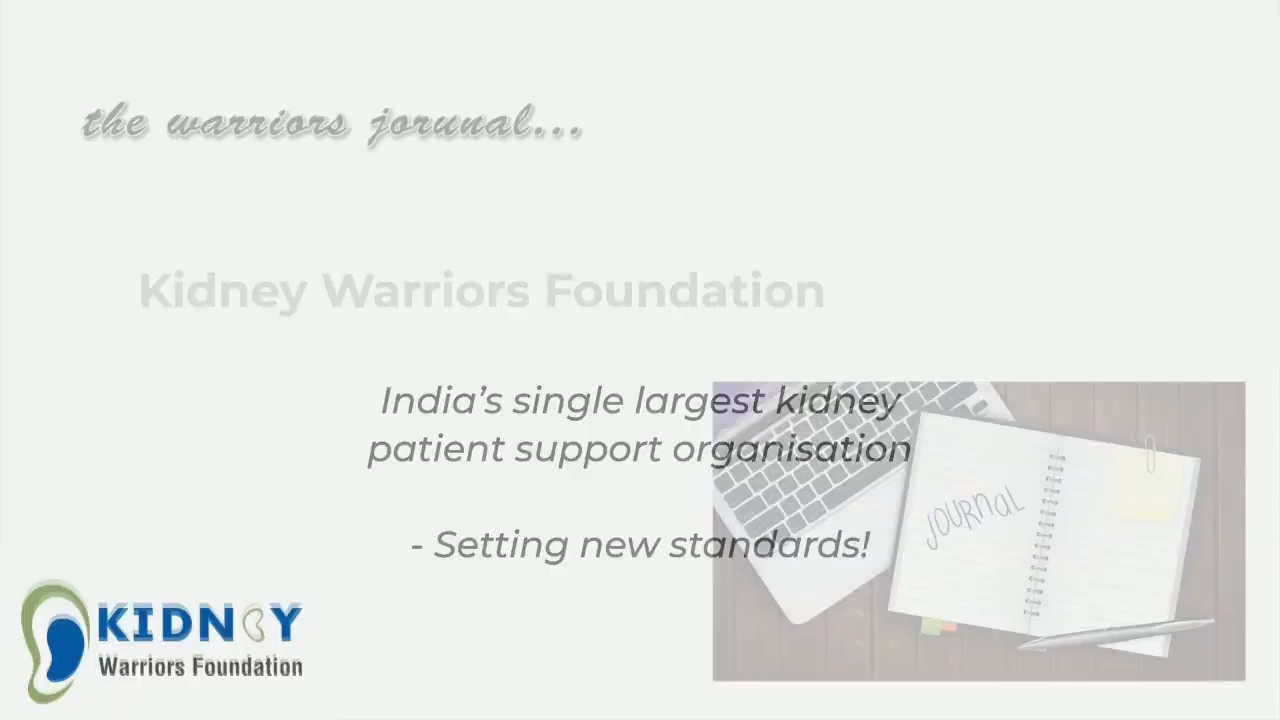 the warriors jorunal...
Kidney Warriors Foundation
India’s single largest kidney
patient support organisation
- Setting new standards!
JOURNAL
KIDNEY
Warriors Foundation